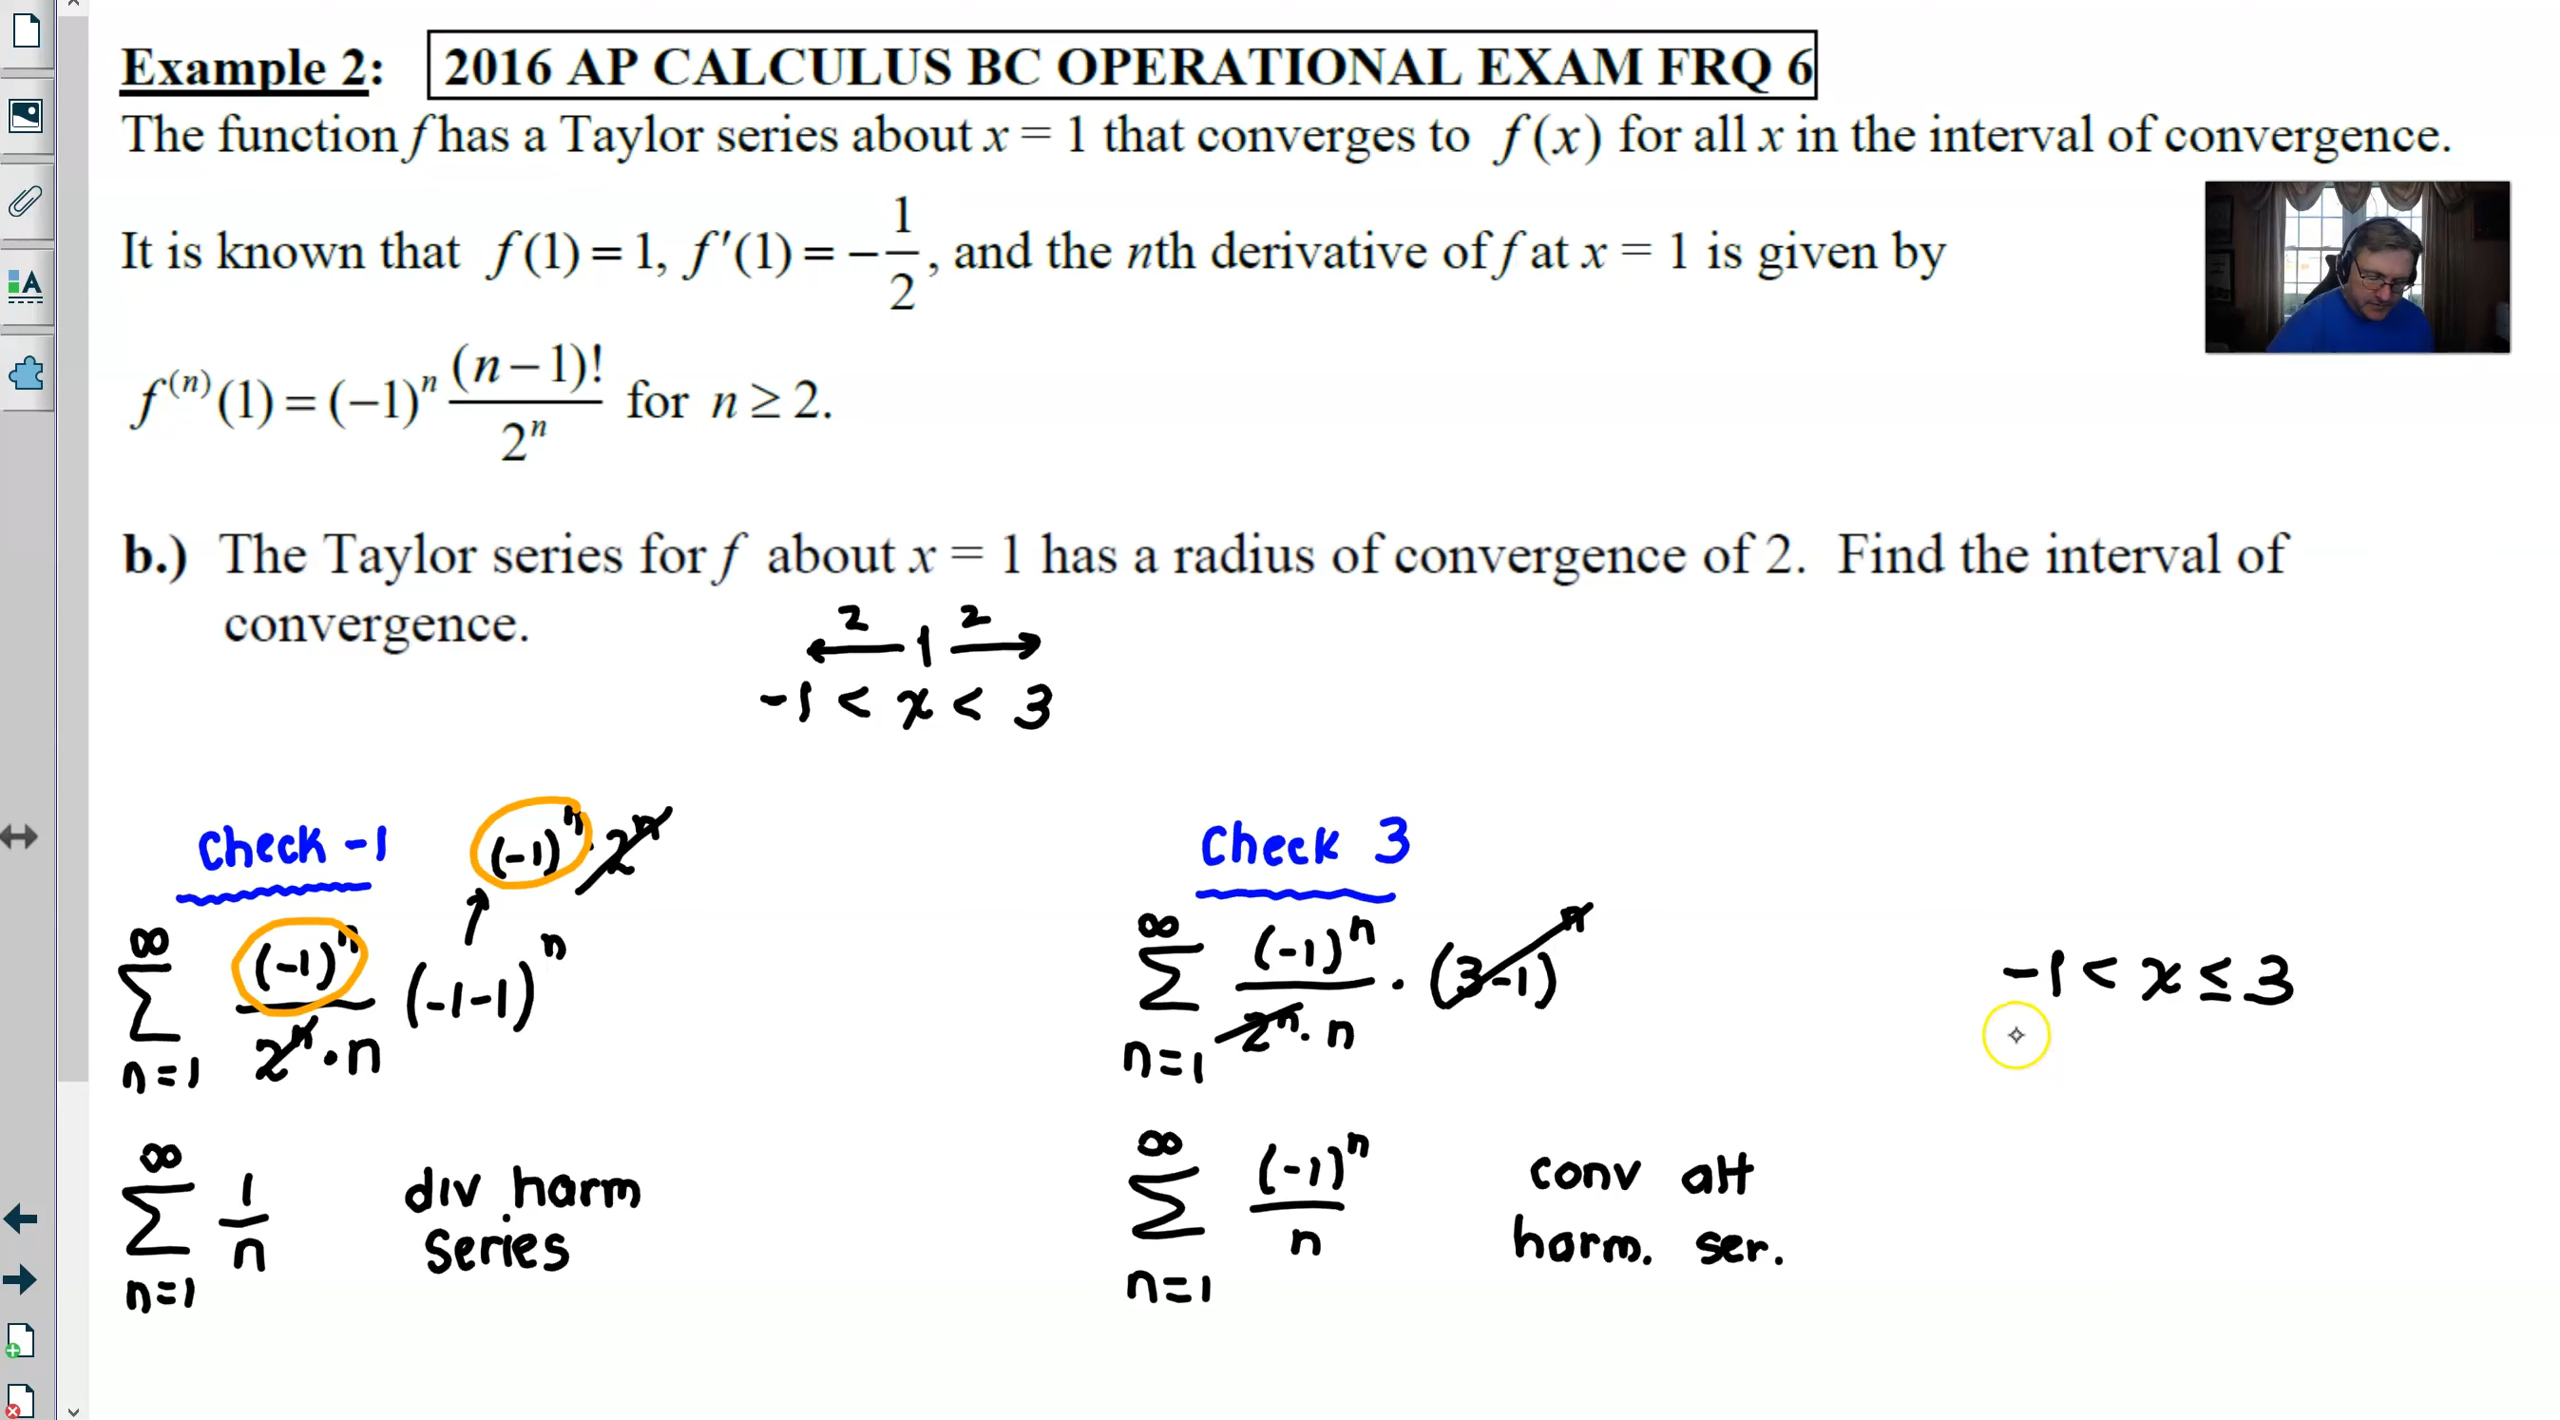 Example 2: 2016 AP CALCULUS BC OPERATIONAL EXAM FRQ 6
The function f has a Taylor series about x = 1 that converges to f(x) for all x in the interval of convergence.
It is known that f(1) = 1, f′(1) = −1/2, and the nth derivative of f at x = 1 is given by
f⁽ⁿ⁾(1) = (−1)ⁿ (n − 1)!/2ⁿ for n ≥ 2.
b.) The Taylor series for f about x = 1 has a radius of convergence of 2. Find the interval of
convergence.
2 1 2
-1 < x < 3
Check -1
(-1)ⁿ · 2ⁿ
∞ Σ n=1 (-1)ⁿ/(2ⁿ · n) (-1-1)ⁿ
∞ Σ n=1 1/n div harm
series
Check 3
∞ Σ n=1 (-1)ⁿ/(2ⁿ · n) · (3-1)ⁿ
∞ Σ n=1 (-1)ⁿ/n conv alt
harm. ser.
-1 < x ≤ 3
A